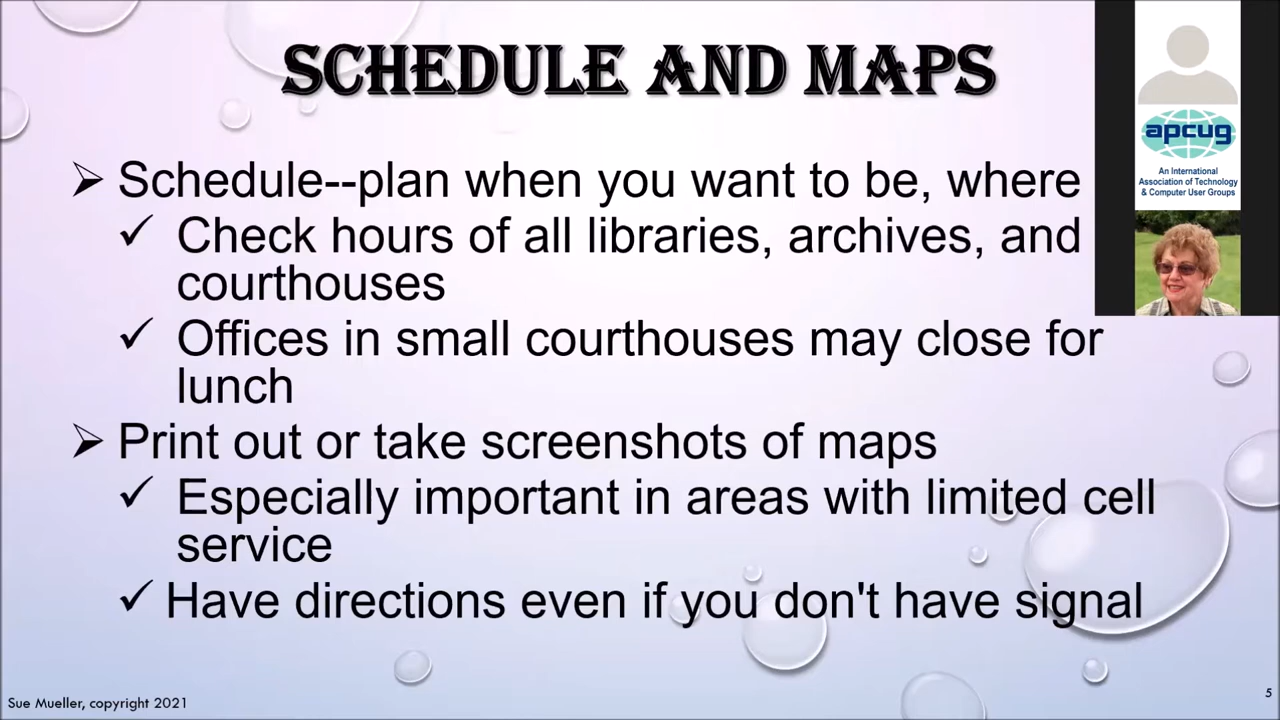 SCHEDULE AND MAPS
Schedule--plan when you want to be, where
Check hours of all libraries, archives, and
courthouses
Offices in small courthouses may close for
lunch
Print out or take screenshots of maps
Especially important in areas with limited cell
service
Have directions even if you don't have signal
apcug
An International
Association of Technology
& Computer User Groups
Sue Mueller, copyright 2021
5